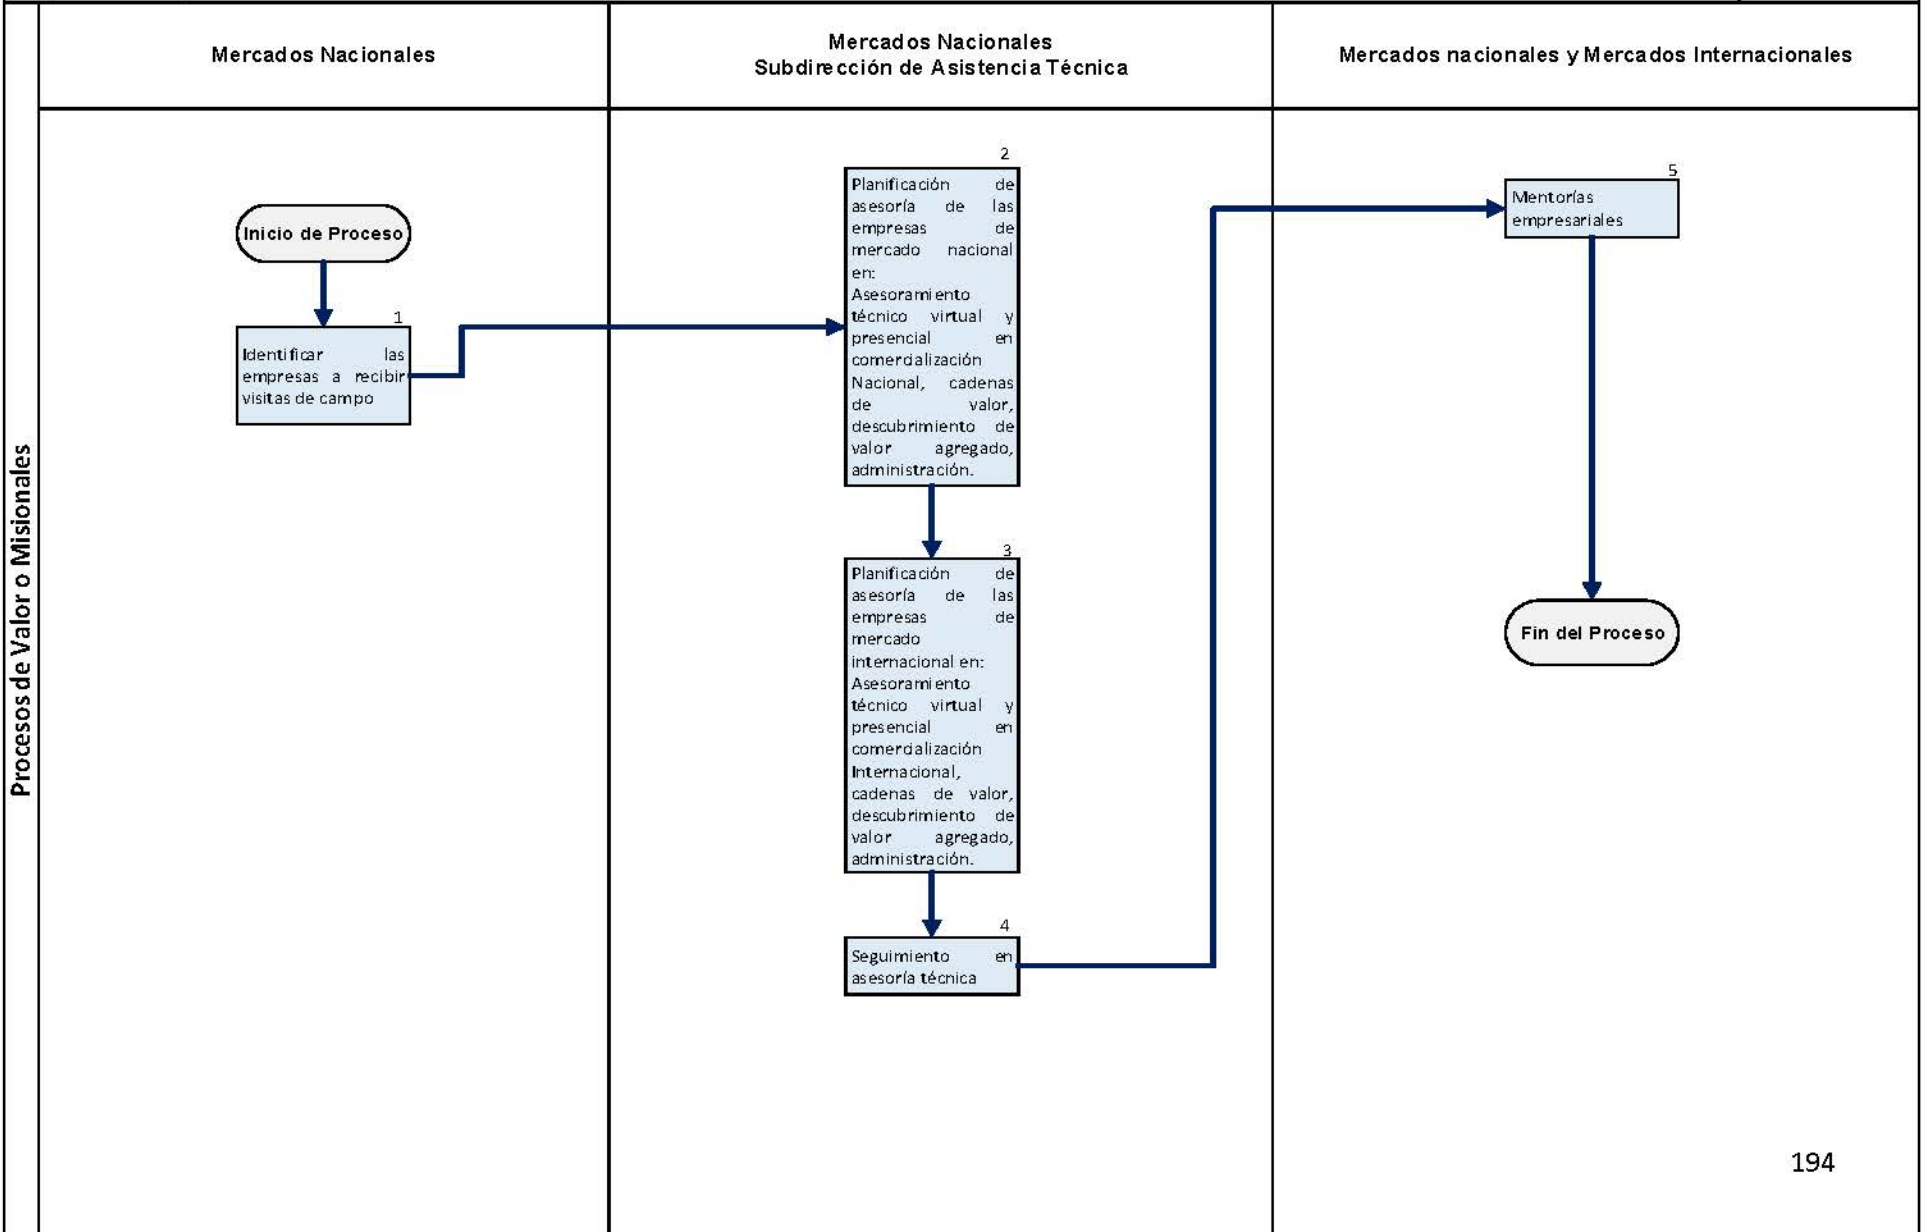 Procesos de Valor o Misionales
Mercados Nacionales
Mercados Nacionales
Subdirección de Asistencia Técnica
Mercados nacionales y Mercados Internacionales
Inicio de Proceso
1
Identificar las
empresas a recibir
visitas de campo
2
Planificación de
asesoría de las
empresas de
mercado nacional
en:
Asesoramiento
técnico virtual y
presencial en
comercialización
Nacional, cadenas
de valor,
descubrimiento de
valor agregado,
administración.
3
Planificación de
asesoría de las
empresas de
mercado
internacional en:
Asesoramiento
técnico virtual y
presencial en
comercialización
Internacional,
cadenas de valor,
descubrimiento de
valor agregado,
administración.
4
Seguimiento en
asesoría técnica
5
Mentorías
empresariales
Fin del Proceso
194